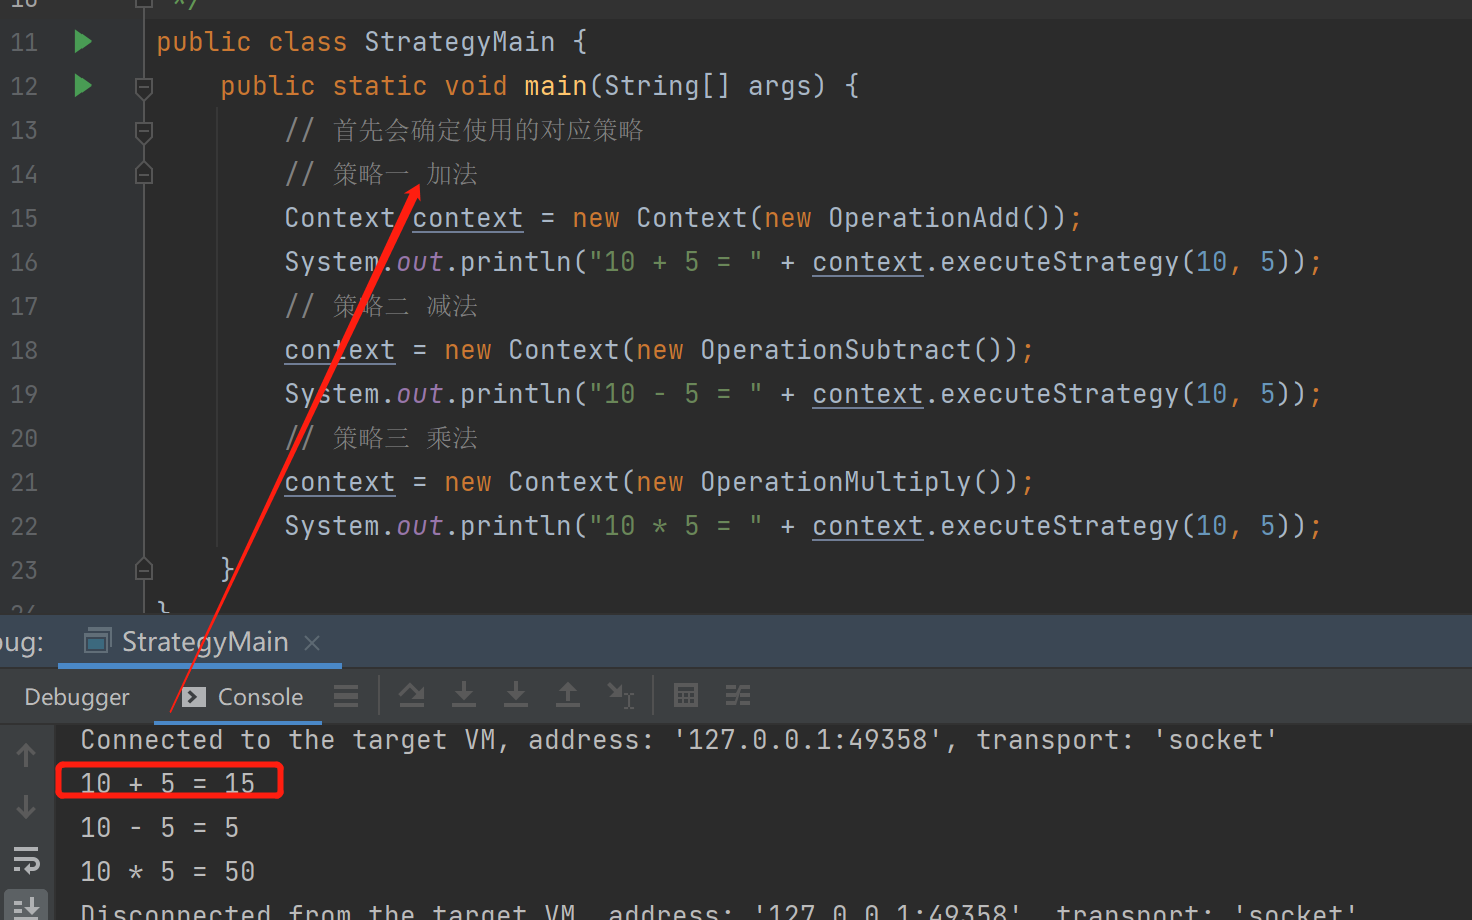 */
11 public class StrategyMain {
12 public static void main(String[] args) {
13 // 首先会确定使用的对应策略
14 // 策略一 加法
15 Context context = new Context(new OperationAdd());
16 System.out.println("10 + 5 = " + context.executeStrategy(10, 5));
17 // 策略二 减法
18 context = new Context(new OperationSubtract());
19 System.out.println("10 - 5 = " + context.executeStrategy(10, 5));
20 // 策略三 乘法
21 context = new Context(new OperationMultiply());
22 System.out.println("10 * 5 = " + context.executeStrategy(10, 5));
23 }
}
bug: StrategyMain
Debugger Console
Connected to the target VM, address: '127.0.0.1:49358', transport: 'socket'
10 + 5 = 15
10 - 5 = 5
10 * 5 = 50
Disconnected from the target VM, address: '127.0.0.1:49358', transport: 'socket'